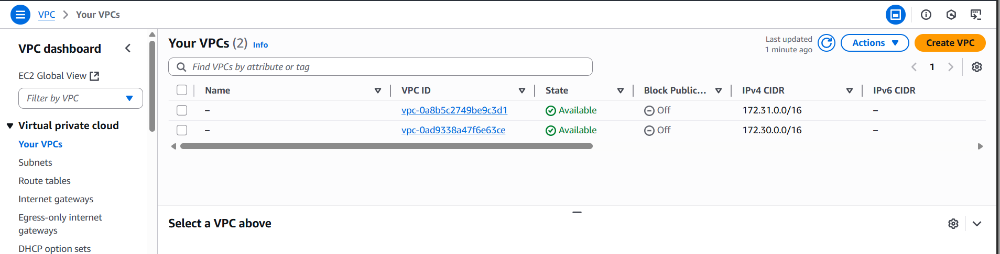 VPC > Your VPCs
VPC dashboard
EC2 Global View
Filter by VPC
Virtual private cloud
Your VPCs
Subnets
Route tables
Internet gateways
Egress-only internet
gateways
DHCP option sets
Your VPCs (2) Info
Last updated
1 minute ago
Actions
Create VPC
Find VPCs by attribute or tag
1
Name VPC ID State Block Public... IPv4 CIDR IPv6 CIDR
– vpc-0a8b5c2749be9c3d1 Available Off 172.31.0.0/16 –
– vpc-0ad9338a47f6e63ce Available Off 172.30.0.0/16 –
Select a VPC above